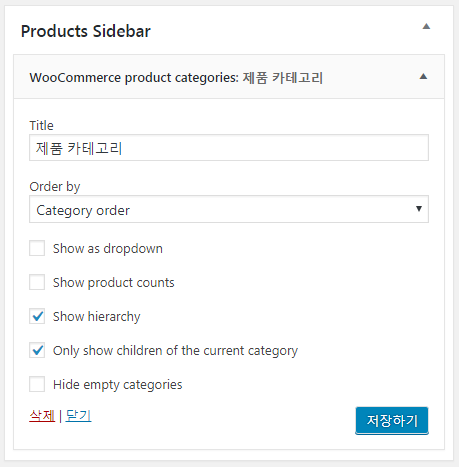 Products Sidebar
WooCommerce product categories: 제품 카테고리
Title
제품 카테고리
Order by
Category order
Show as dropdown
Show product counts
Show hierarchy
Only show children of the current category
Hide empty categories
삭제 | 닫기 저장하기